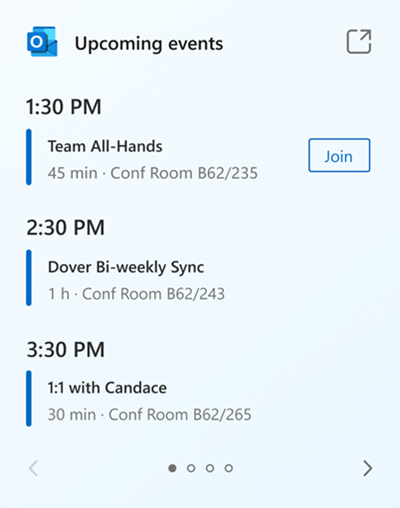 Upcoming events
1:30 PM
Team All-Hands
45 min · Conf Room B62/235
Join
2:30 PM
Dover Bi-weekly Sync
1 h · Conf Room B62/243
3:30 PM
1:1 with Candace
30 min · Conf Room B62/265